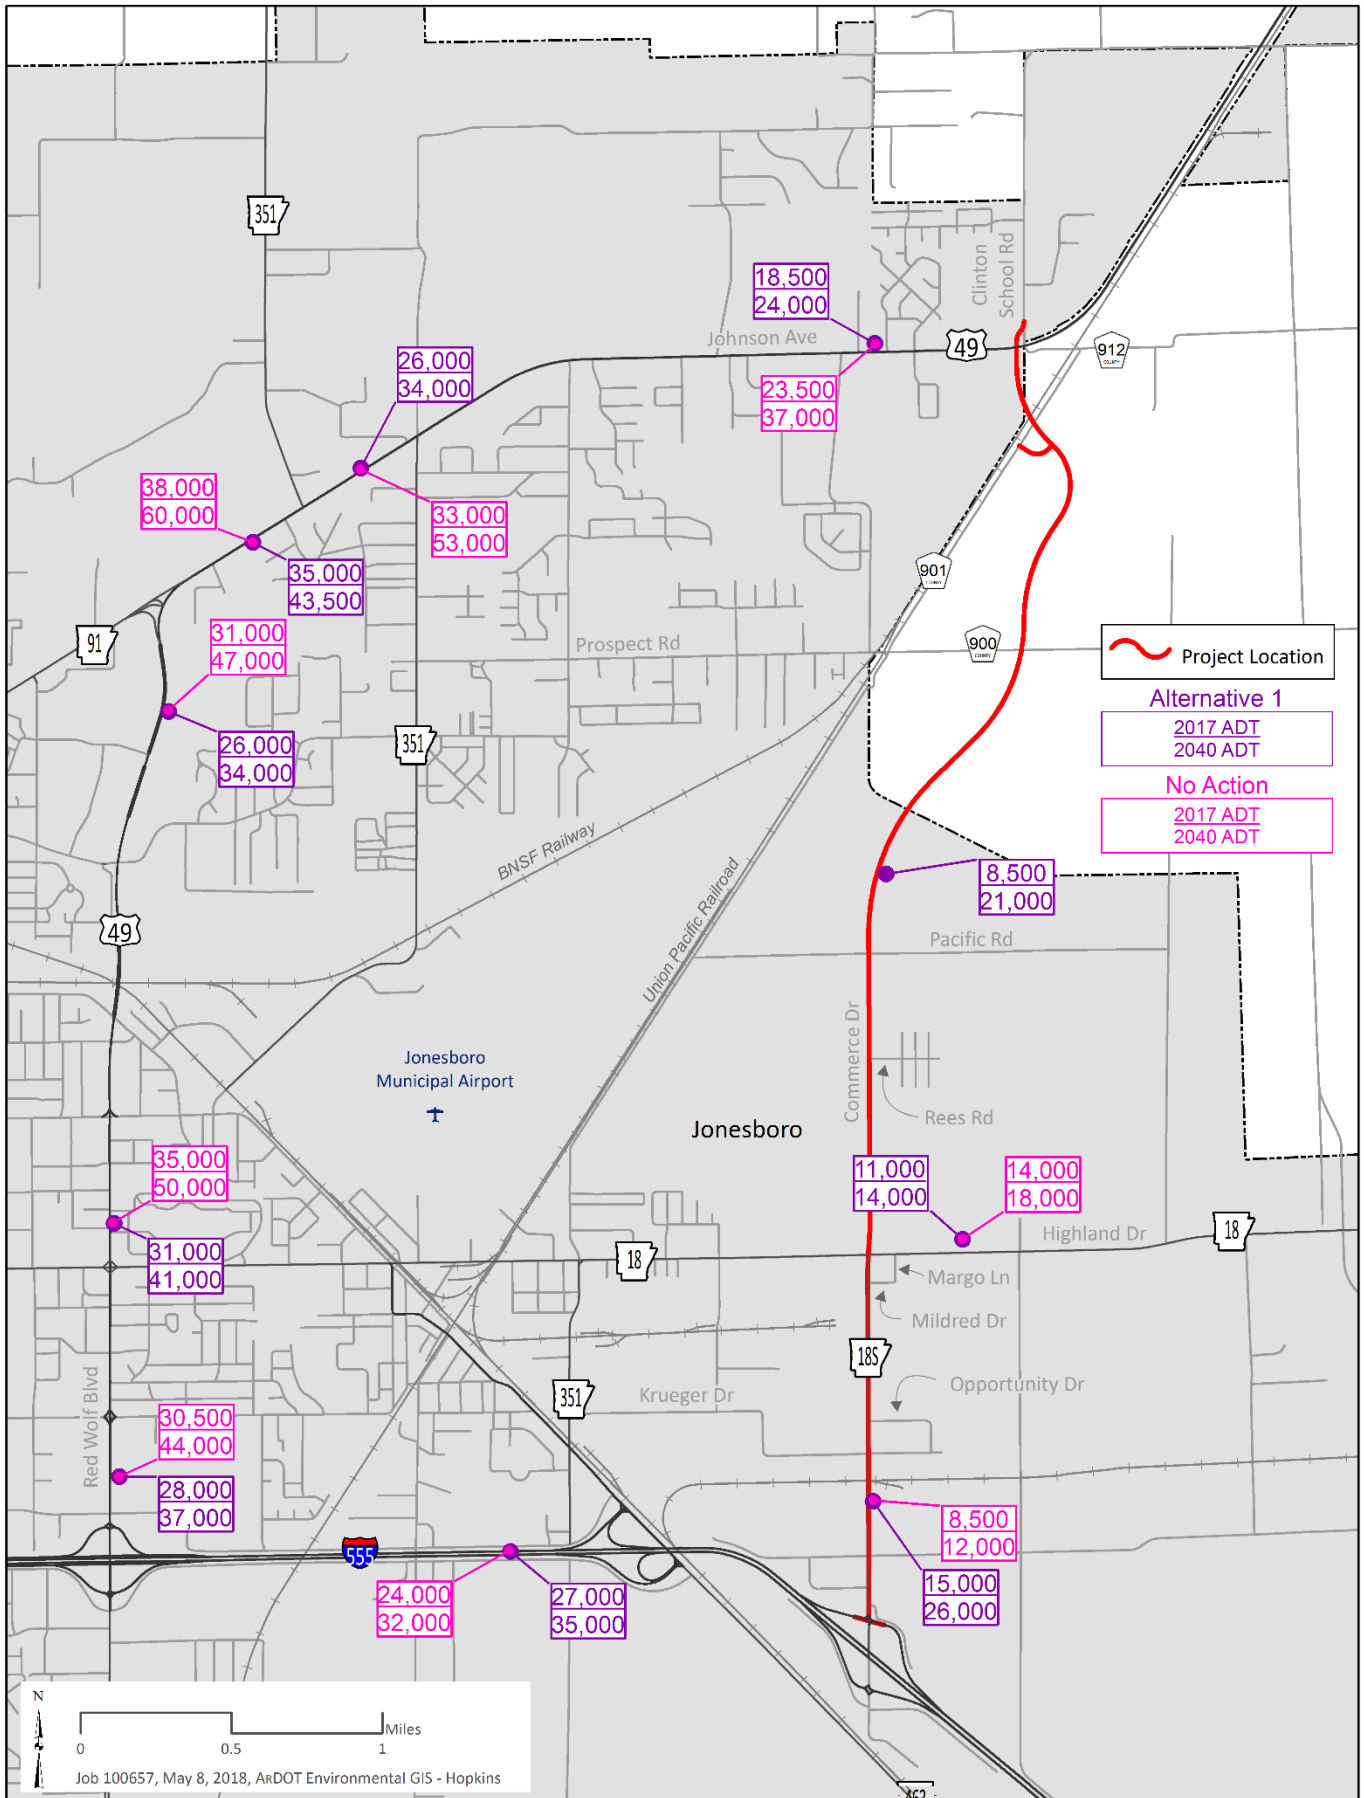 351
Clinton
School Rd
18,500
24,000
Johnson Ave
49
912
COUNTY
26,000
34,000
23,500
37,000
38,000
60,000
33,000
53,000
35,000
43,500
901
COUNTY
91
31,000
47,000
Prospect Rd
900
COUNTY
Project Location
Alternative 1
2017 ADT
2040 ADT
No Action
2017 ADT
2040 ADT
26,000
34,000
351
BNSF Railway
Union Pacific Railroad
8,500
21,000
49
Pacific Rd
Commerce Dr
Jonesboro
Municipal Airport
Rees Rd
Jonesboro
35,000
50,000
11,000
14,000
14,000
18,000
31,000
41,000
18
Highland Dr
18
Margo Ln
Mildred Dr
18S
Red Wolf Blvd
351
Krueger Dr
Opportunity Dr
30,500
44,000
28,000
37,000
8,500
12,000
555
24,000
32,000
27,000
35,000
15,000
26,000
N
Miles
0
0.5
1
Job 100657, May 8, 2018, ARDOT Environmental GIS - Hopkins